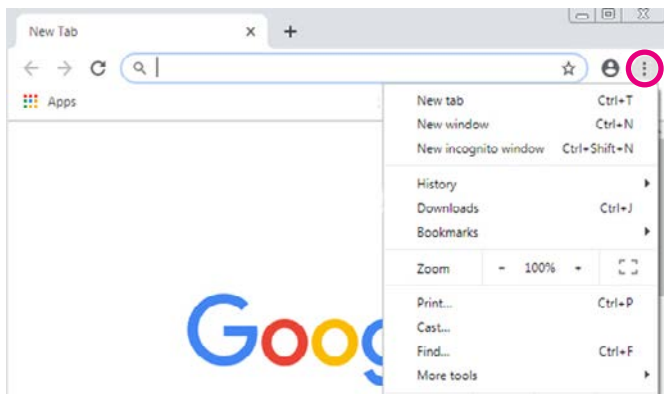 New Tab
Apps
New tab Ctrl+T
New window Ctrl+N
New incognito window Ctrl+Shift+N
History
Downloads Ctrl+J
Bookmarks
Zoom - 100% +
Print... Ctrl+P
Cast...
Find... Ctrl+F
More tools
Goog